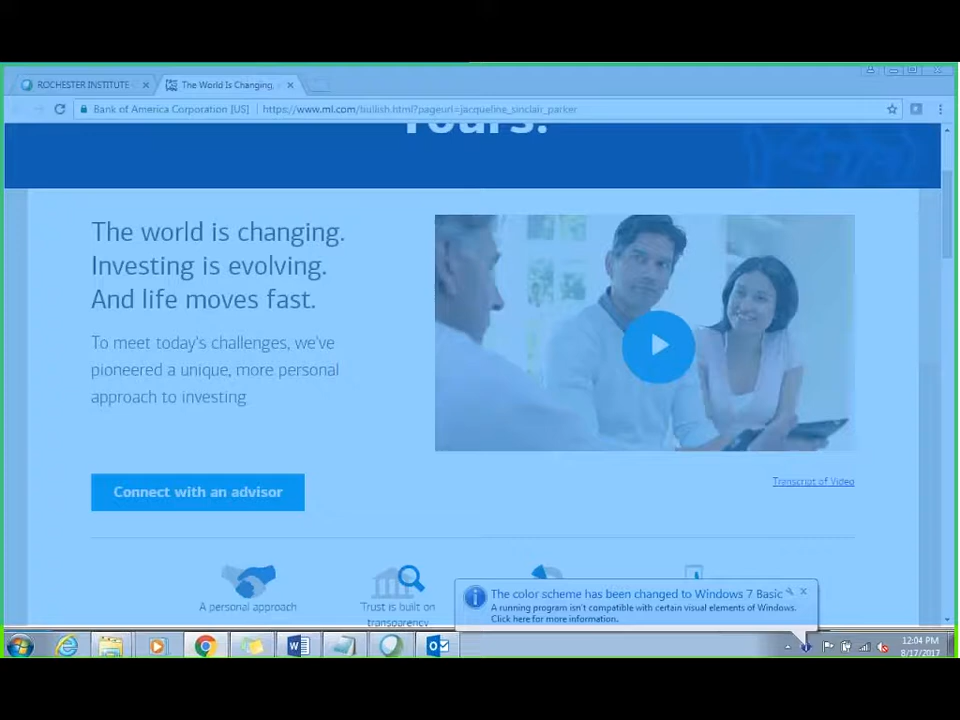 ROCHESTER INSTITUTE
The World Is Changing.
Bank of America Corporation [US] | https://www.ml.com/bullish.html?pageurl=jacqueline_sinclair_parker
Yours.
The world is changing.
Investing is evolving.
And life moves fast.
To meet today's challenges, we've
pioneered a unique, more personal
approach to investing
Connect with an advisor
Transcript of Video
A personal approach
Trust is built on
transparency
The color scheme has been changed to Windows 7 Basic
A running program isn't compatible with certain visual elements of Windows.
Click here for more information.
12:04 PM
8/17/2017